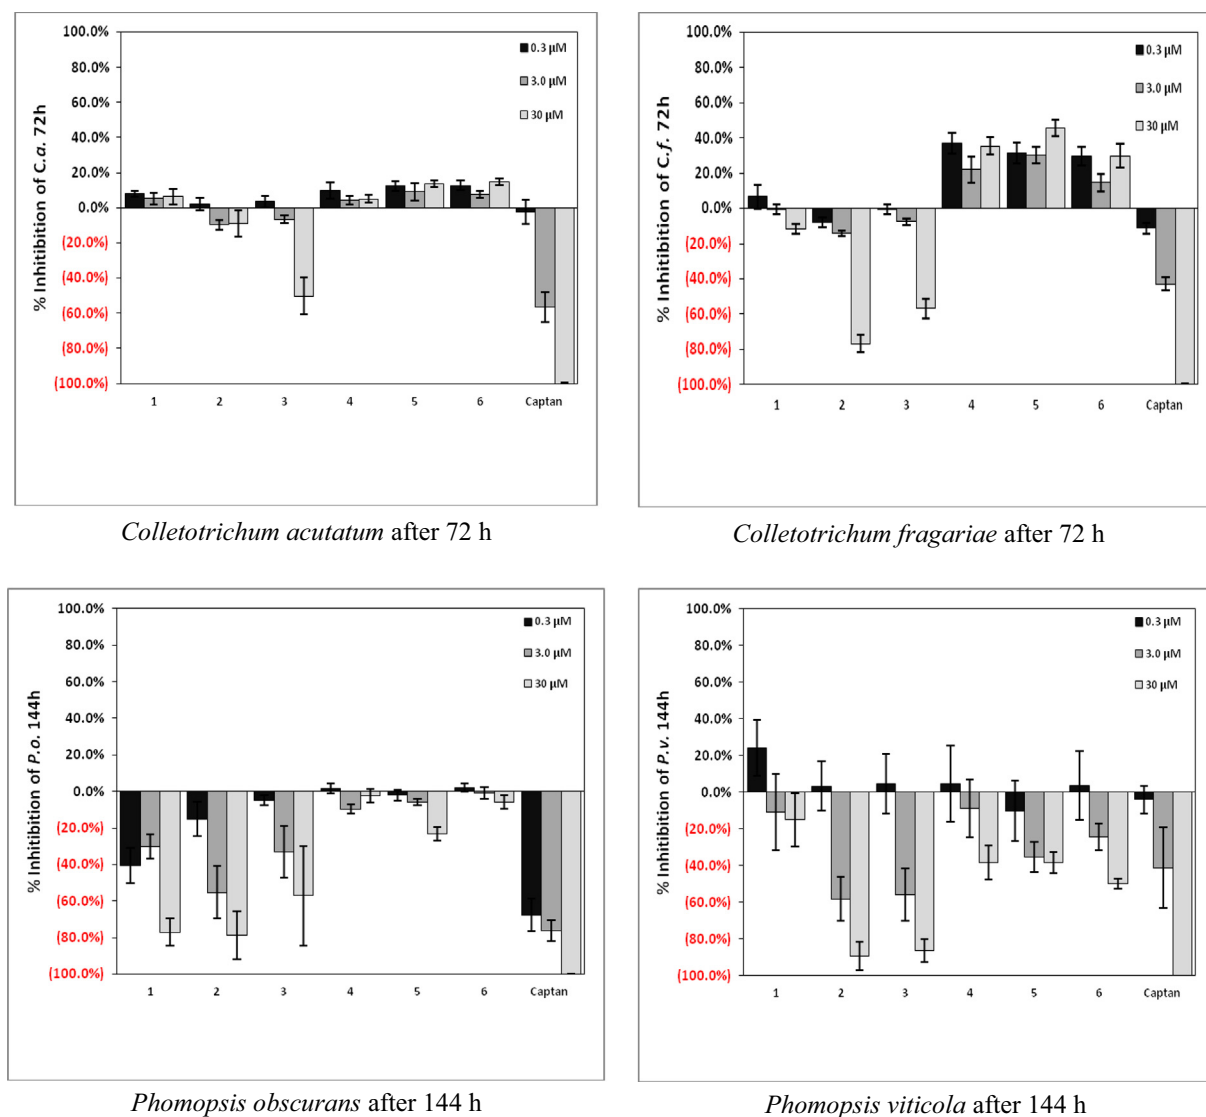 100.0%
80.0%
60.0%
40.0%
20.0%
0.0%
(20.0%)
(40.0%)
(60.0%)
(80.0%)
(100.0%)
% Inhitibition of C.a. 72h
0.3 µM
3.0 µM
30 µM
1 2 3 4 5 6 Captan
Colletotrichum acutatum after 72 h
100.0%
80.0%
60.0%
40.0%
20.0%
0.0%
(20.0%)
(40.0%)
(60.0%)
(80.0%)
(100.0%)
% Inhitibition of C.f. 72h
0.3 µM
3.0 µM
30 µM
1 2 3 4 5 6 Captan
Colletotrichum fragariae after 72 h
100.0%
80.0%
60.0%
40.0%
20.0%
0.0%
(20.0%)
(40.0%)
(60.0%)
(80.0%)
(100.0%)
% Inhitibition of P.o. 144h
0.3 µM
3.0 µM
30 µM
1 2 3 4 5 6 Captan
Phomopsis obscurans after 144 h
100.0%
80.0%
60.0%
40.0%
20.0%
0.0%
(20.0%)
(40.0%)
(60.0%)
(80.0%)
(100.0%)
% Inhitibition of P.v. 144h
0.3 µM
3.0 µM
30 µM
1 2 3 4 5 6 Captan
Phomopsis viticola after 144 h